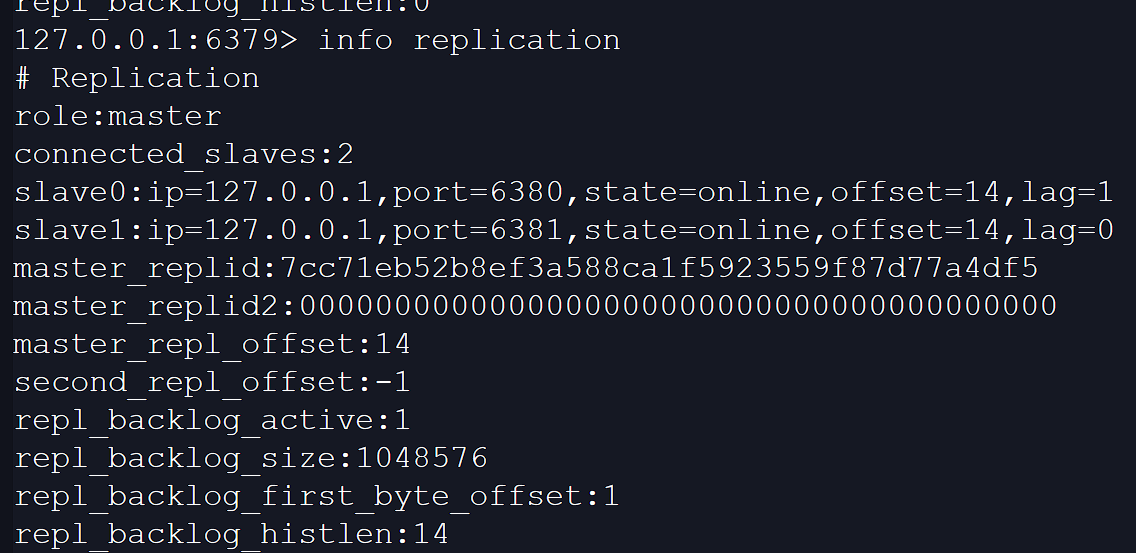 repl_backlog_histlen:0
127.0.0.1:6379> info replication
# Replication
role:master
connected_slaves:2
slave0:ip=127.0.0.1,port=6380,state=online,offset=14,lag=1
slave1:ip=127.0.0.1,port=6381,state=online,offset=14,lag=0
master_replid:7cc71eb52b8ef3a588ca1f5923559f87d77a4df5
master_replid2:0000000000000000000000000000000000000000
master_repl_offset:14
second_repl_offset:-1
repl_backlog_active:1
repl_backlog_size:1048576
repl_backlog_first_byte_offset:1
repl_backlog_histlen:14